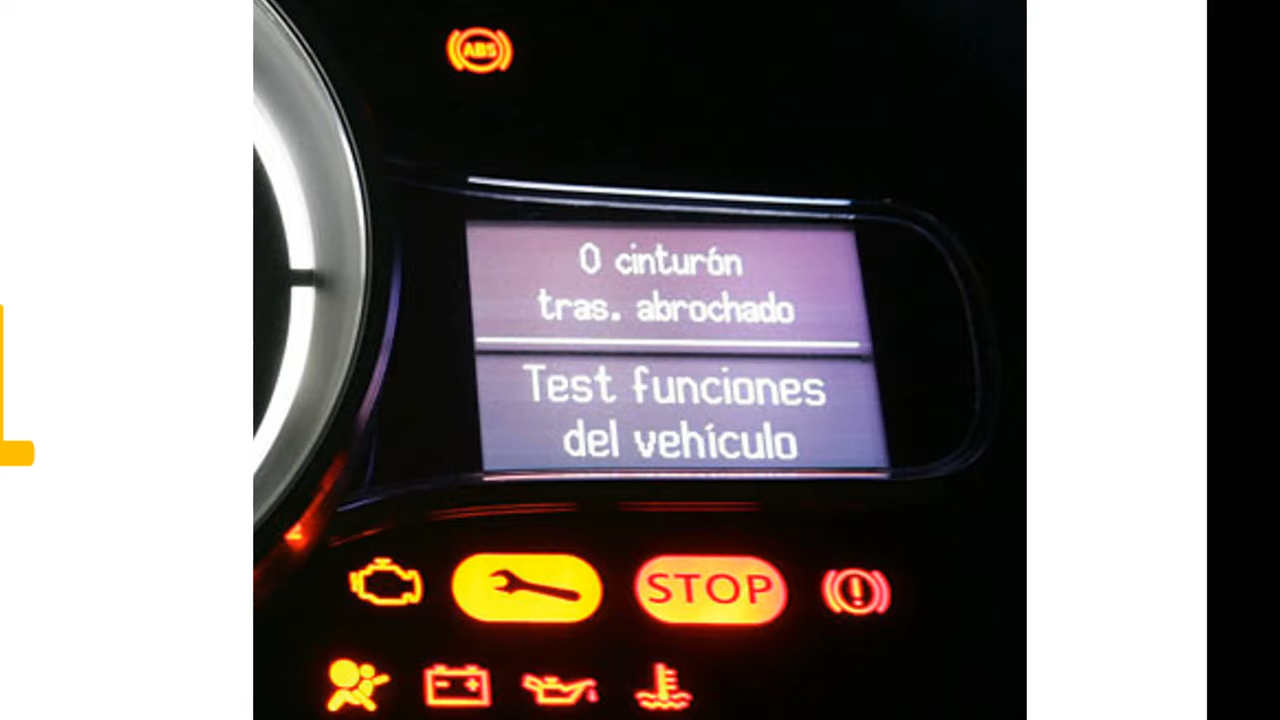 ABS
0 cinturón
tras. abrochado
Test funciones
del vehículo
STOP